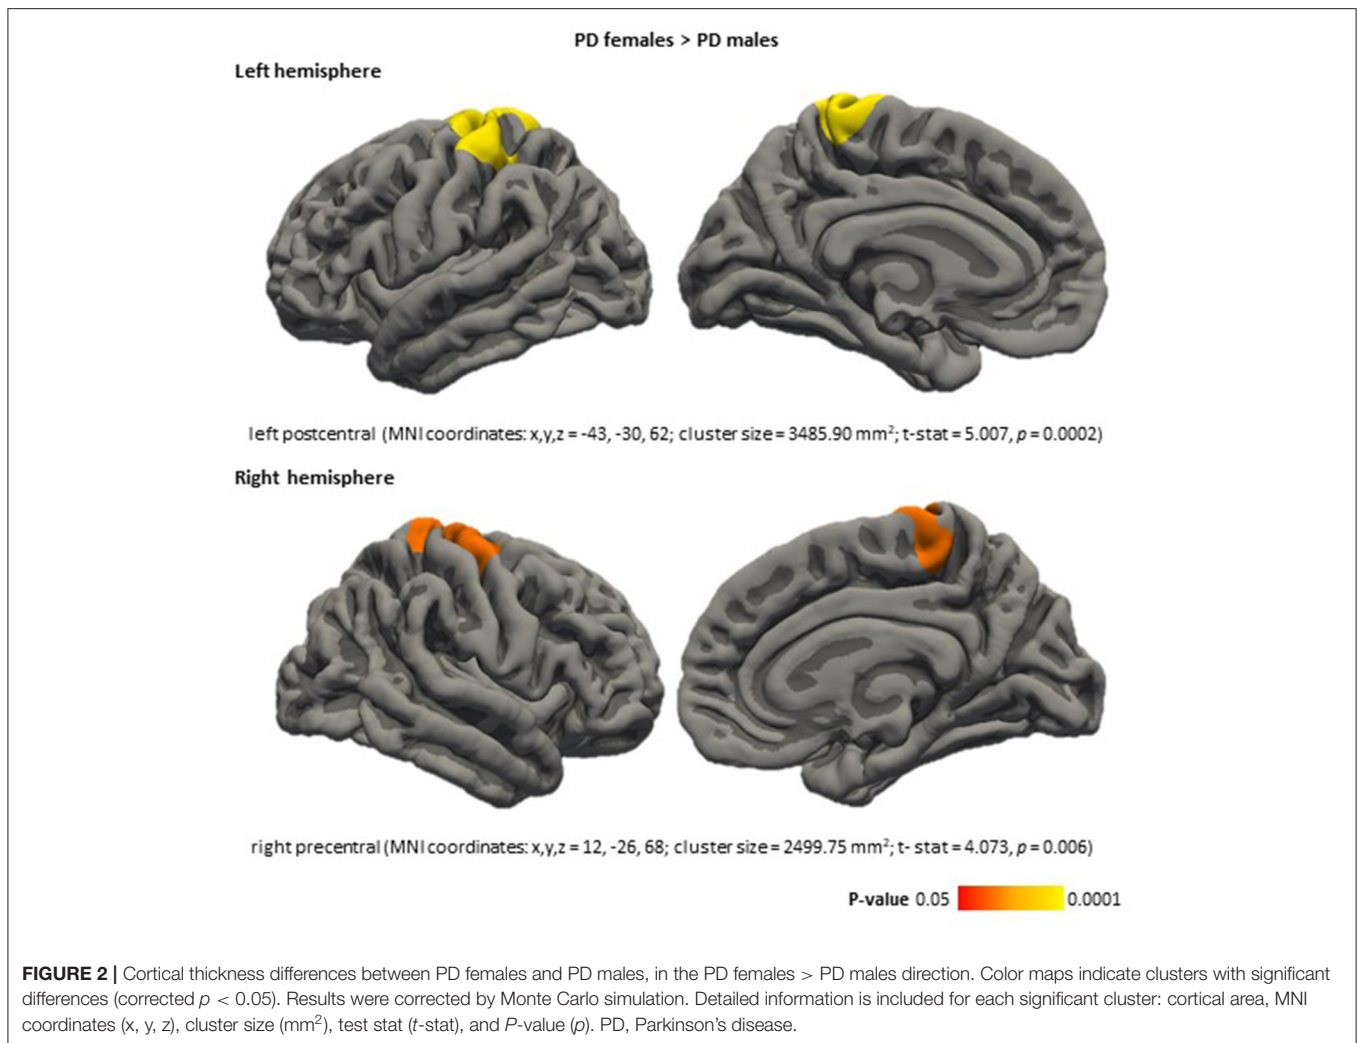 PD females > PD males
Left hemisphere
left postcentral (MNI coordinates: x,y,z = -43, -30, 62; cluster size = 3485.90 mm²; t-stat = 5.007, p = 0.0002)
Right hemisphere
right precentral (MNI coordinates: x,y,z = 12, -26, 68; cluster size = 2499.75 mm²; t- stat = 4.073, p = 0.006)
P-value 0.05 0.0001
FIGURE 2 | Cortical thickness differences between PD females and PD males, in the PD females > PD males direction. Color maps indicate clusters with significant
differences (corrected p < 0.05). Results were corrected by Monte Carlo simulation. Detailed information is included for each significant cluster: cortical area, MNI
coordinates (x, y, z), cluster size (mm²), test stat (t-stat), and P-value (p). PD, Parkinson's disease.